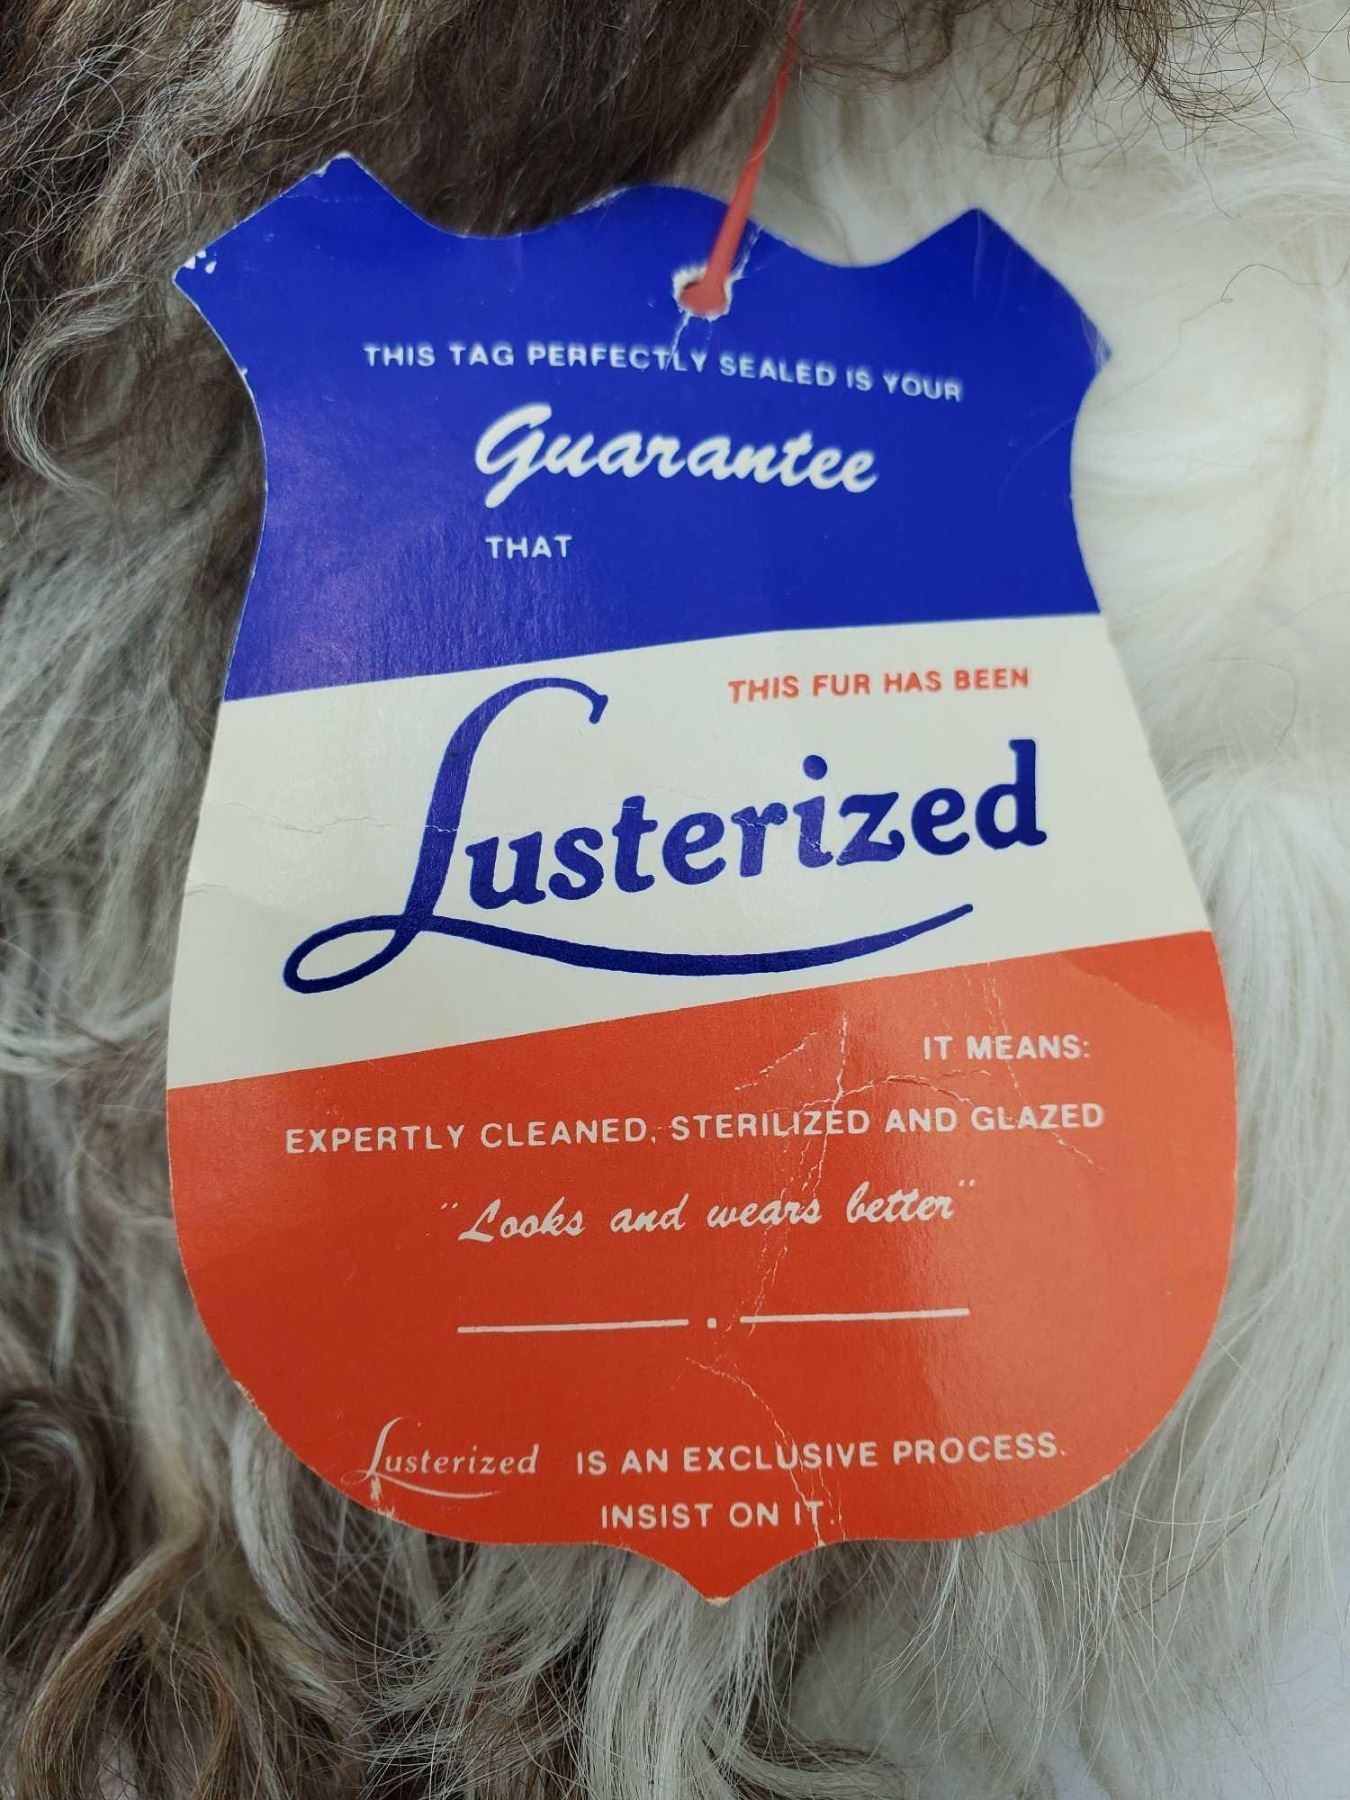 THIS TAG PERFECTLY SEALED IS YOUR
Guarantee
THAT
THIS FUR HAS BEEN
Lusterized
IT MEANS:
EXPERTLY CLEANED, STERILIZED AND GLAZED
"Looks and wears better"
Lusterized IS AN EXCLUSIVE PROCESS.
INSIST ON IT.